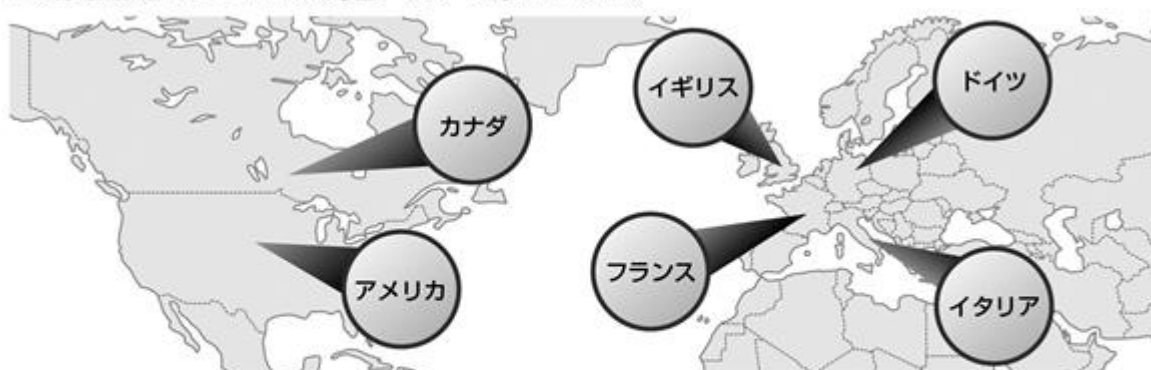 カナダ
アメリカ
イギリス
ドイツ
フランス
イタリア